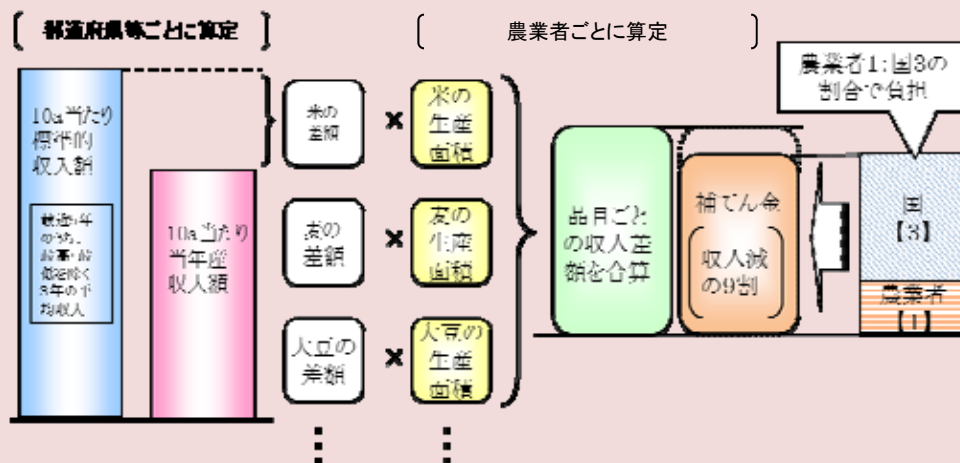 都道府県等ごとに算定
農業者ごとに算定
10a当たり
標準的
収入額
最近5年
のうち、
最高・最
低を除く
3年の平
均収入
10a当たり
当年産
収入額
米の
差額
×
米の
生産
面積
麦の
差額
×
麦の
生産
面積
大豆の
差額
×
大豆の
生産
面積
品目ごと
の収入差
額を合算
補てん金
収入減
の9割
農業者1:国3の
割合で負担
国
【3】
農業者
【1】